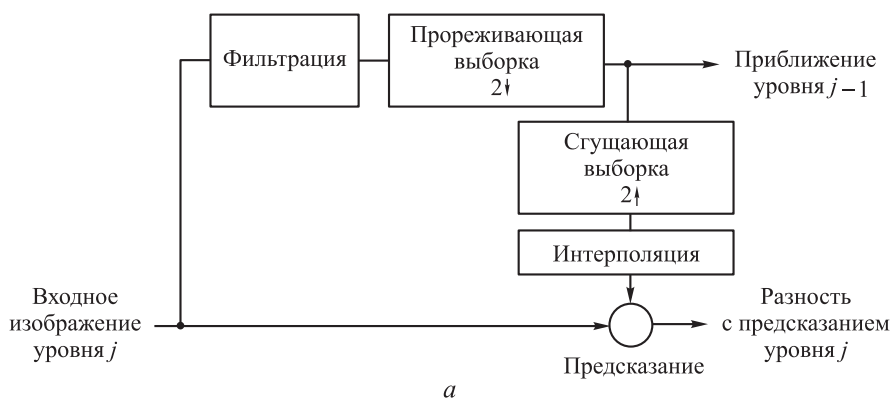 Фильтрация
Прореживающая
выборка
2↓
Приближение
уровня j – 1
Сгущающая
выборка
2↑
Интерполяция
Входное
изображение
уровня j
Разность
с предсказанием
уровня j
Предсказание
а